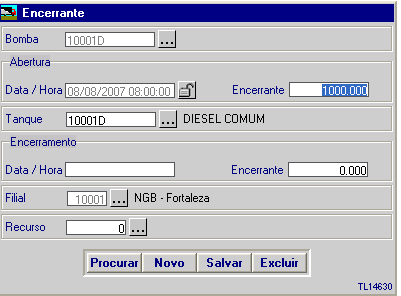 Encerrante
Bomba 10001D ...
Abertura
Data / Hora 08/08/2007 08:00:00 Encerrante 1000.000
Tanque 10001D ... DIESEL COMUM
Encerramento
Data / Hora Encerrante 0.000
Filial 10001 ... NGB - Fortaleza
Recurso 0 ...
Procurar Novo Salvar Excluir
TL14630